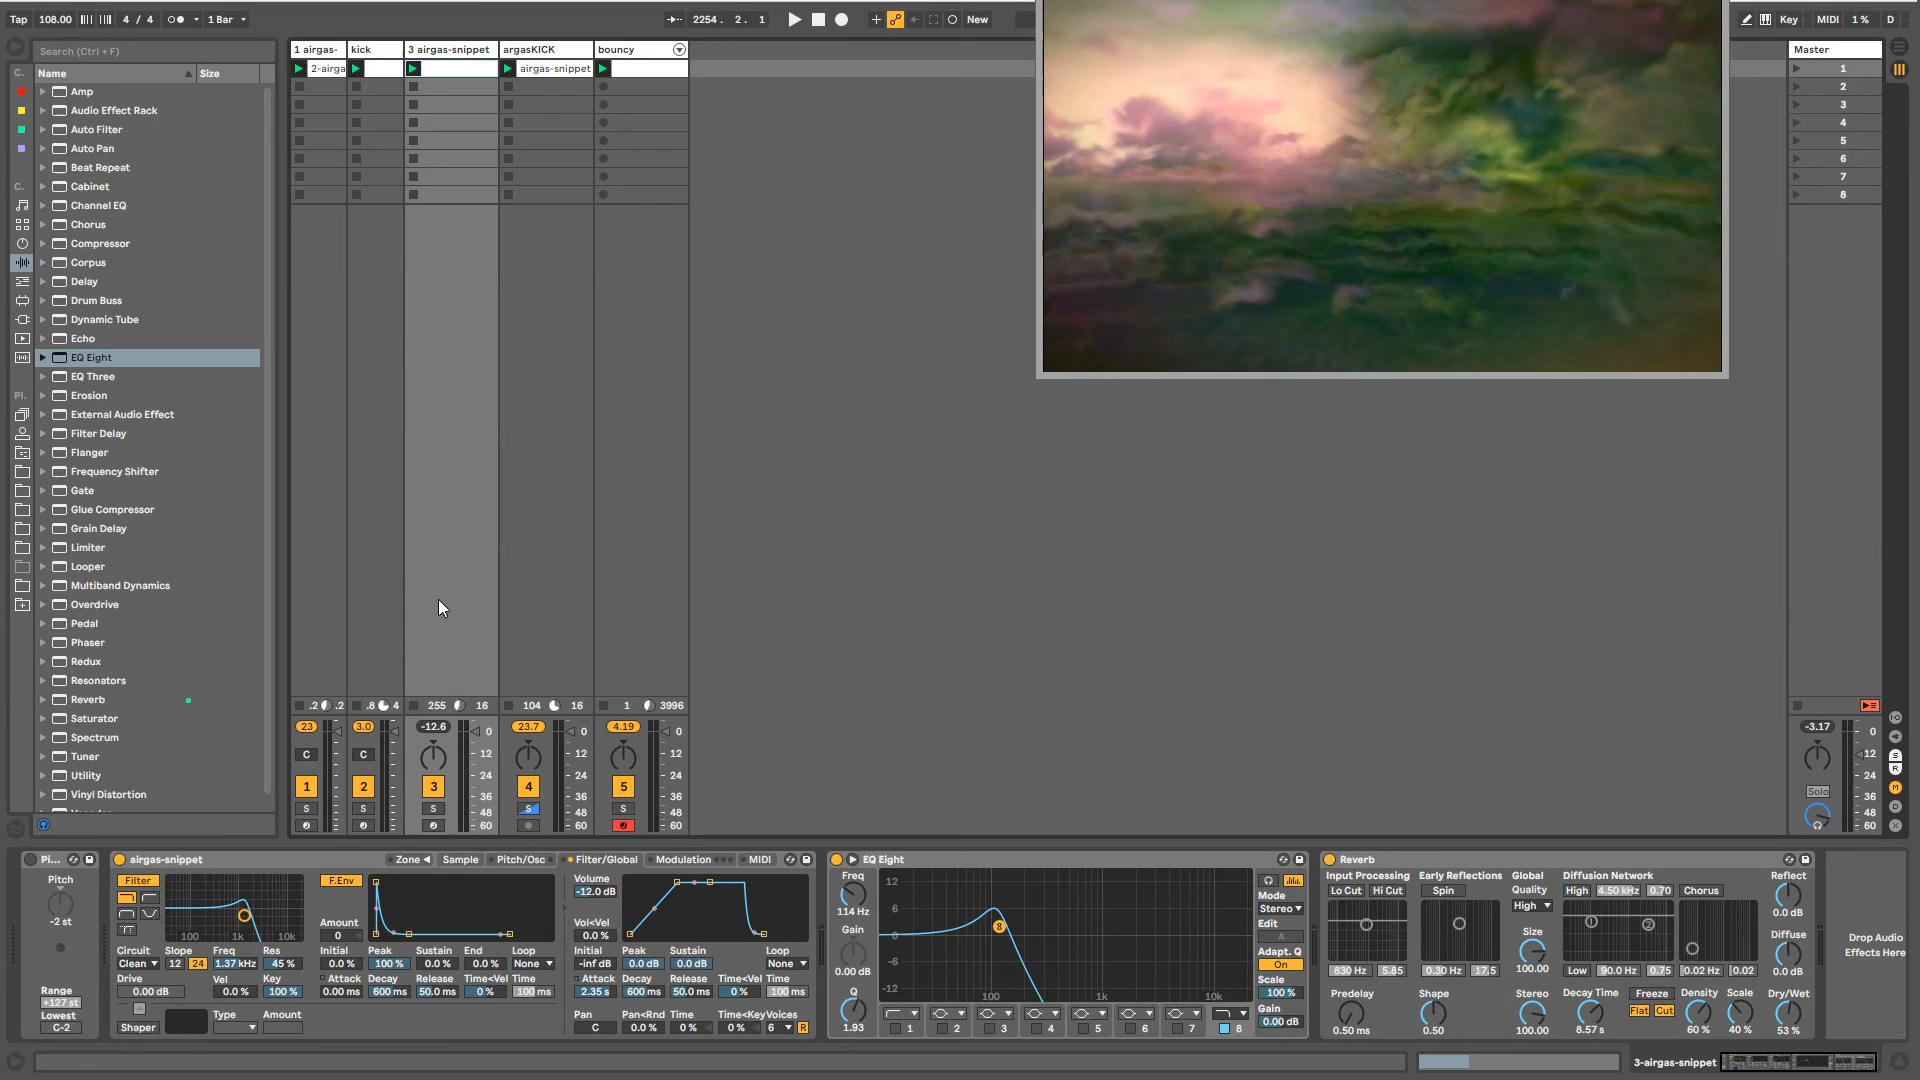 Tap 108.00 4 / 4 1 Bar 2254 . 2 . 1 New Key MIDI 1 % D
Search (Ctrl + F)
1 airgas- kick 3 airgas-snippet argasKICK bouncy Master
2-airga airgas-snippet 1
C. Name Size
Amp
Audio Effect Rack
Auto Filter
Auto Pan
Beat Repeat
C. Cabinet
Channel EQ
Chorus
Compressor
Corpus
Delay
Drum Buss
Dynamic Tube
Echo
EQ Eight
EQ Three
Pl. Erosion
External Audio Effect
Filter Delay
Flanger
Frequency Shifter
Gate
Glue Compressor
Grain Delay
Limiter
Looper
Multiband Dynamics
Overdrive
Pedal
Phaser
Redux
Resonators
Reverb
Saturator
Spectrum
Tuner
Utility
Vinyl Distortion
2
3
4
5
6
7
8
.2 .2 .8 4 255 16 104 16 1 3996
23 3.0 -12.6 23.7 4.19 -3.17
0 0 0 0
C C 12 12 12 12
24 24 24 24
1 2 3 4 5
36 36 36 Solo 36
S S S S S 48 48 48 48
60 60 60 60
S
R
M
D
X
Pi... airgas-snippet Zone Sample Pitch/Osc Filter/Global Modulation MIDI
Pitch
-2 st
Range
+127 st
Lowest
C-2
Filter
100 1k 10k
Circuit Slope Freq Res
Clean 12 24 1.37 kHz 45 %
Drive Vel Key
0.00 dB 0.0 % 100 %
Shaper Type Amount
F.Env
Amount
0
Initial Peak Sustain End Loop
0.0 % 100 % 0.0 % 0.0 % None
Attack Decay Release Time<Vel Time
0.00 ms 600 ms 50.0 ms 0 % 100 ms
Volume
-12.0 dB
Vol<Vel
0.0 %
Initial Peak Sustain Loop
-inf dB 0.0 dB 0.0 dB None
Attack Decay Release Time<Vel Time
2.35 s 600 ms 50.0 ms 0 % 100 ms
Pan Pan<Rnd Time Time<Key Voices
C 0.0 % 0 % 0 % 6 R
EQ Eight
Freq
114 Hz
Gain
0.00 dB
Q
1.93
12
6
0
-6
-12
100 1k 10k
8
1 2 3 4 5 6 7 8
Mode
Stereo
Edit
A
Adapt. Q
On
Scale
100 %
Gain
0.00 dB
Reverb
Input Processing Early Reflections Global Diffusion Network Reflect
Lo Cut Hi Cut Spin Quality High 4.50 kHz 0.70 Chorus
High
0.0 dB
Size Diffuse
1 2
830 Hz 5.85 0.30 Hz 17.5 100.00 Low 90.0 Hz 0.75 0.02 Hz 0.02 0.0 dB
Predelay Shape Stereo Decay Time Freeze Density Scale Dry/Wet
Flat Cut
0.50 ms 0.50 100.00 8.57 s 60 % 40 % 53 %
Drop Audio
Effects Here
3-airgas-snippet